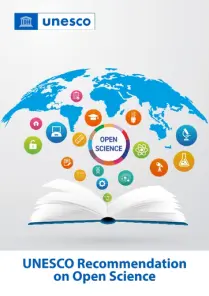 unesco
OPEN
SCIENCE
UNESCO Recommendation
on Open Science